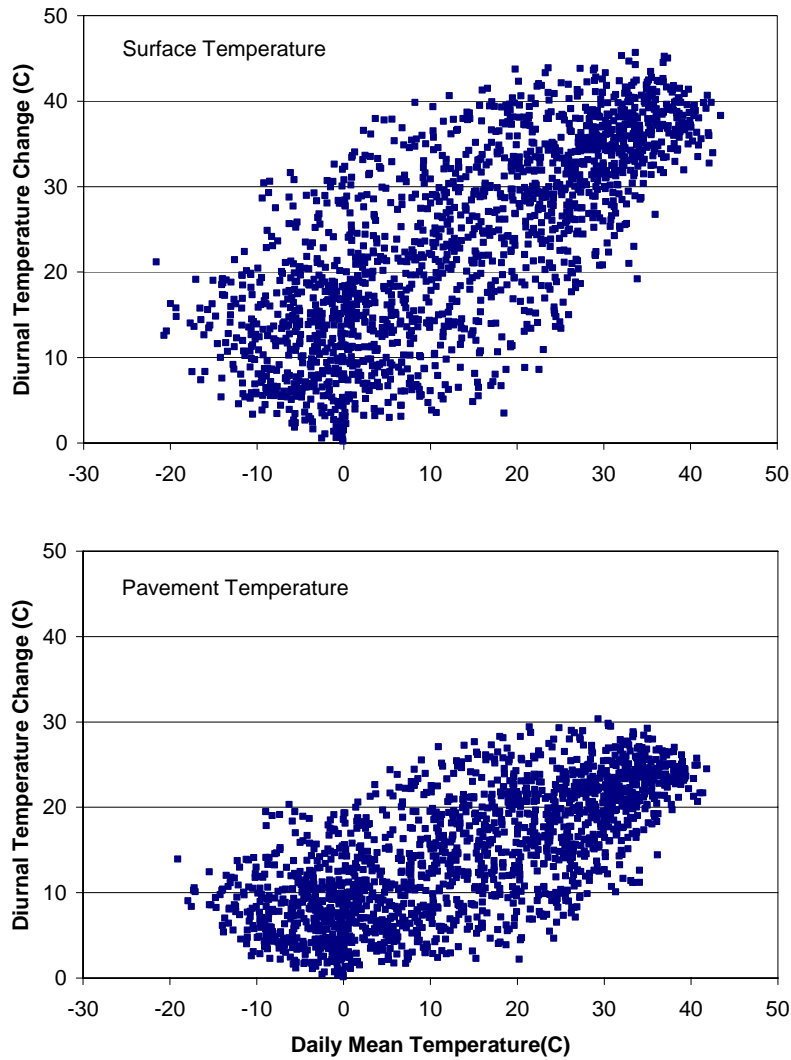 50
40
30
20
10
0
Diurnal Temperature Change (C)
Surface Temperature
-30 -20 -10 0 10 20 30 40 50
50
40
30
20
10
0
Diurnal Temperature Change (C)
Pavement Temperature
-30 -20 -10 0 10 20 30 40 50
Daily Mean Temperature(C)